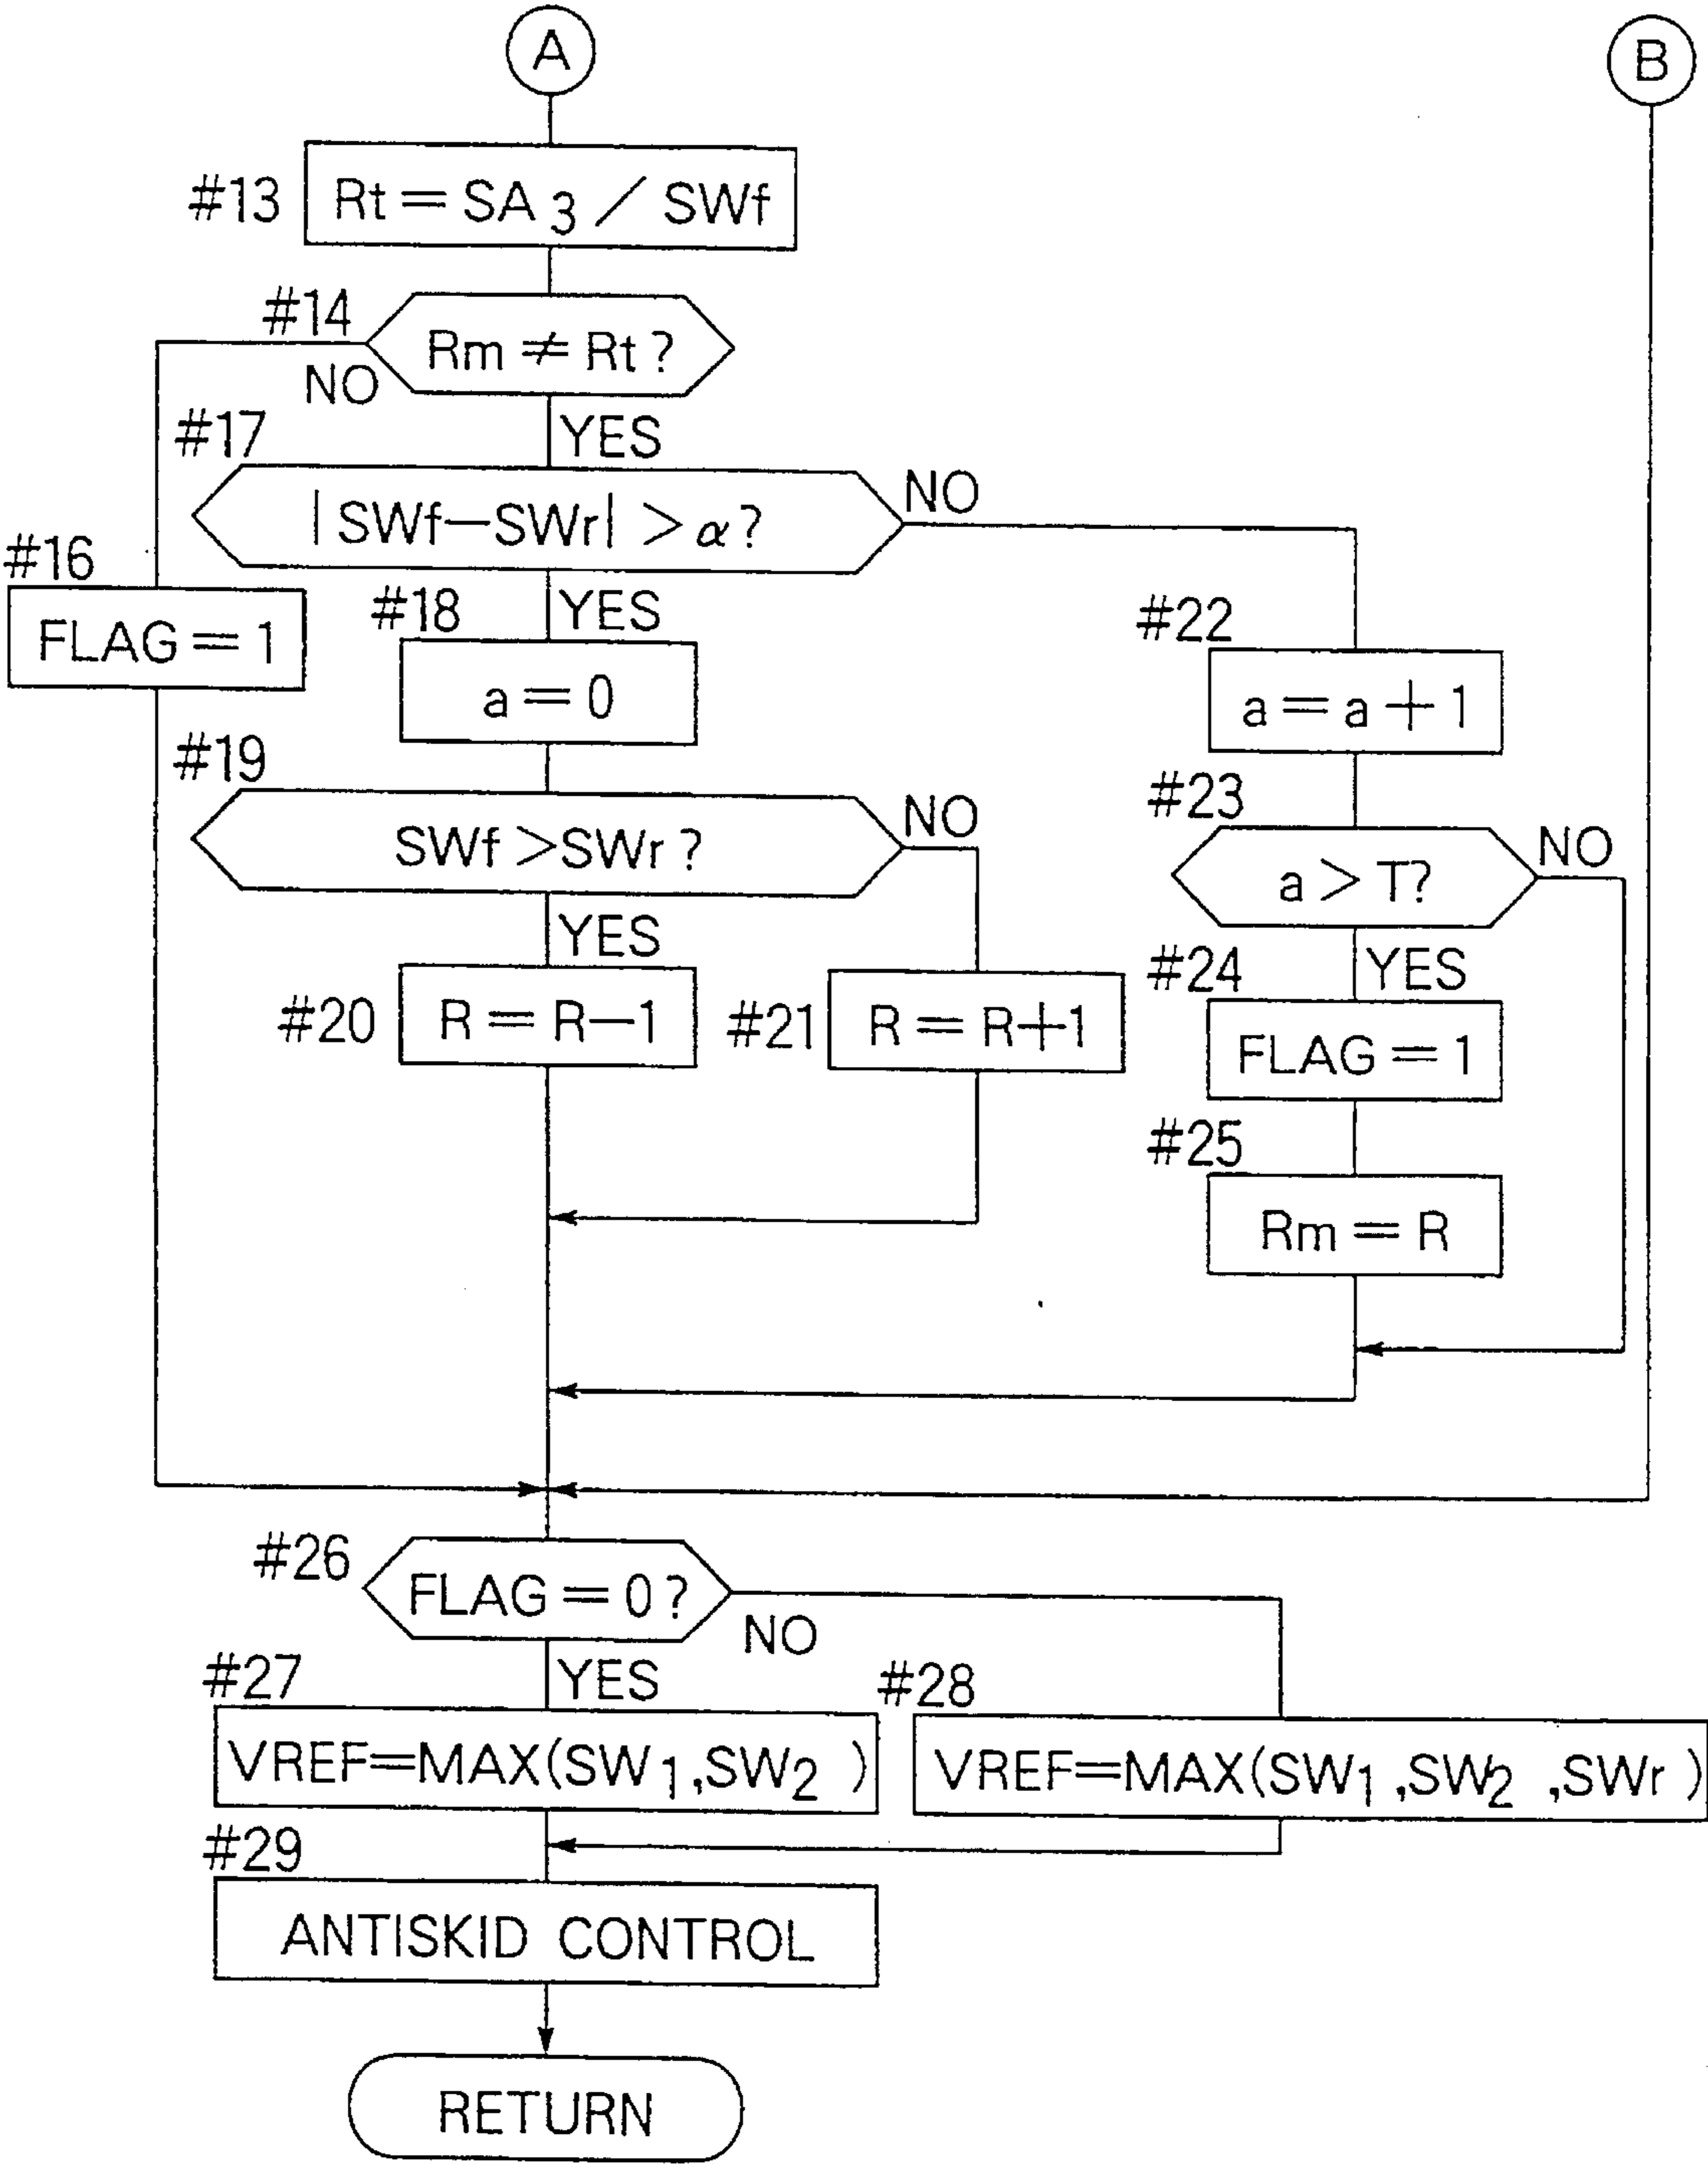 A
B
#13
Rt = SA3 / SWf
#14
Rm ≠ Rt ?
NO
YES
#17
|SWf−SWr| > α ?
NO
YES
#16
FLAG = 1
#18
a = 0
#22
a = a + 1
#19
SWf > SWr ?
NO
YES
#23
a > T?
NO
YES
#20
R = R−1
#21
R = R+1
#24
FLAG = 1
#25
Rm = R
#26
FLAG = 0 ?
NO
YES
#27
VREF=MAX(SW1,SW2 )
#28
VREF=MAX(SW1 ,SW2 ,SWr )
#29
ANTISKID CONTROL
RETURN